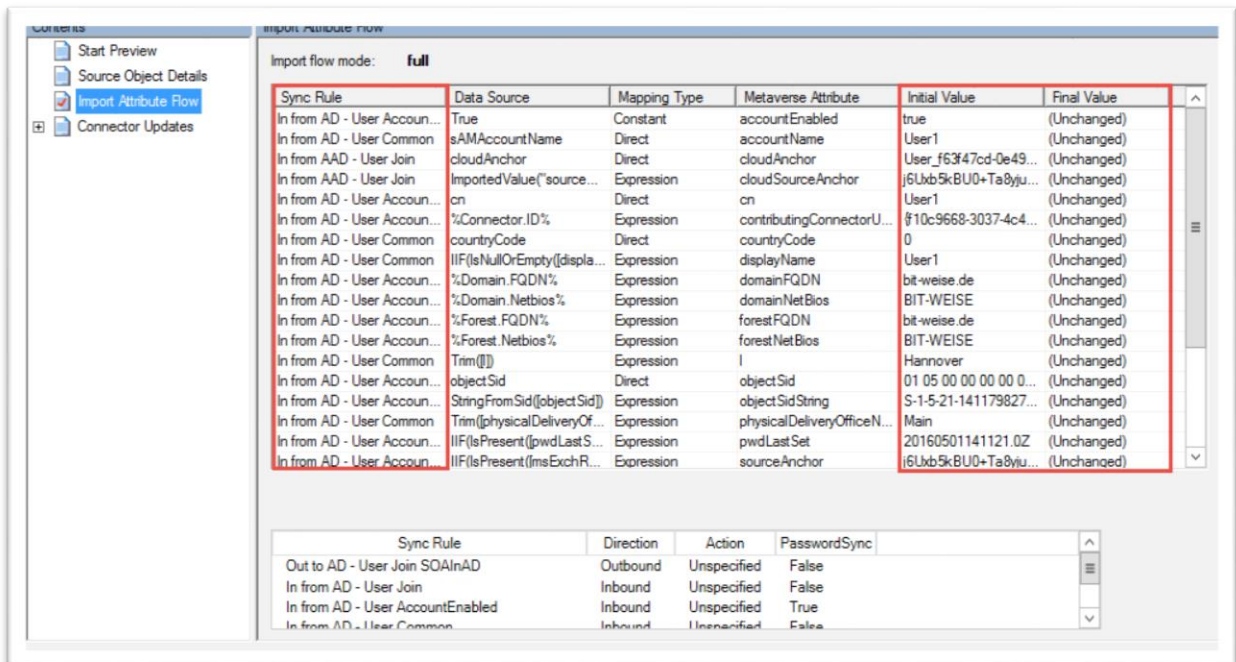 Contents
Import Attribute Flow
Start Preview
Source Object Details
Import Attribute Flow
Connector Updates
Import flow mode: full
Sync Rule Data Source Mapping Type Metaverse Attribute Initial Value Final Value
In from AD - User Accoun... True Constant accountEnabled true (Unchanged)
In from AD - User Common sAMAccountName Direct accountName User1 (Unchanged)
In from AAD - User Join cloudAnchor Direct cloudAnchor User_f63f47cd-0e49... (Unchanged)
In from AAD - User Join ImportedValue("source... Expression cloudSourceAnchor j6Uxb5kBU0+Ta8yju... (Unchanged)
In from AD - User Accoun... cn Direct cn User1 (Unchanged)
In from AD - User Accoun... %Connector.ID% Expression contributingConnectorU... {f10c9668-3037-4c4... (Unchanged)
In from AD - User Common countryCode Direct countryCode 0 (Unchanged)
In from AD - User Common IIF(IsNullOrEmpty([displa... Expression displayName User1 (Unchanged)
In from AD - User Accoun... %Domain.FQDN% Expression domainFQDN bit-weise.de (Unchanged)
In from AD - User Accoun... %Domain.Netbios% Expression domainNetBios BIT-WEISE (Unchanged)
In from AD - User Accoun... %Forest.FQDN% Expression forestFQDN bit-weise.de (Unchanged)
In from AD - User Accoun... %Forest.Netbios% Expression forestNetBios BIT-WEISE (Unchanged)
In from AD - User Common Trim([l]) Expression l Hannover (Unchanged)
In from AD - User Accoun... objectSid Direct objectSid 01 05 00 00 00 00 0... (Unchanged)
In from AD - User Accoun... StringFromSid([objectSid]) Expression objectSidString S-1-5-21-141179827... (Unchanged)
In from AD - User Common Trim([physicalDeliveryOf... Expression physicalDeliveryOfficeN... Main (Unchanged)
In from AD - User Accoun... IIF(IsPresent([pwdLastS... Expression pwdLastSet 20160501141121.0Z (Unchanged)
In from AD - User Accoun... IIF(IsPresent([msExchR... Expression sourceAnchor j6Uxb5kBU0+Ta8yju... (Unchanged)
Sync Rule Direction Action PasswordSync
Out to AD - User Join SOAInAD Outbound Unspecified False
In from AD - User Join Inbound Unspecified False
In from AD - User AccountEnabled Inbound Unspecified True
In from AD - User Common Inbound Unspecified False